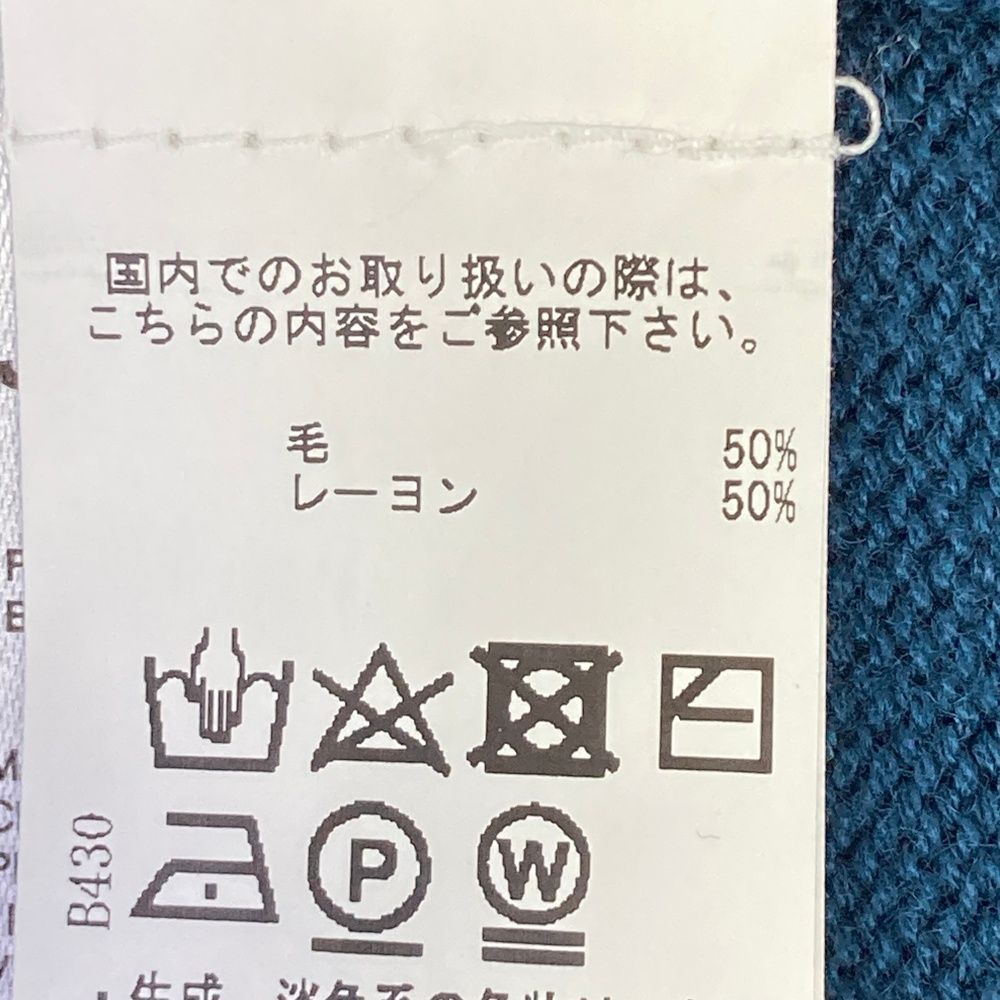 国内でのお取り扱いの際は、
こちらの内容をご参照下さい。
毛 50%
レーヨン 50%
P
W
B430